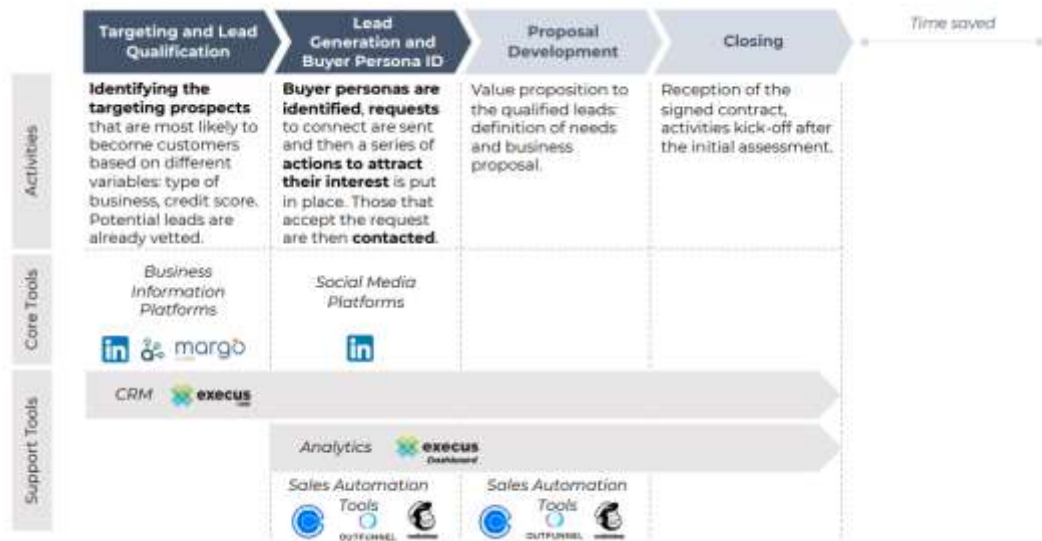 Targeting and Lead
Qualification
Lead
Generation and
Buyer Persona ID
Proposal
Development
Closing
Time saved
Activities
Identifying the
targeting prospects
that are most likely to
become customers
based on different
variables: type of
business, credit score.
Potential leads are
already vetted.
Buyer personas are
identified, requests
to connect are sent
and then a series of
actions to attract
their interest is put
in place. Those that
accept the request
are then contacted.
Value proposition to
the qualified leads:
definition of needs
and business
proposal.
Reception of the
signed contract,
activities kick-off after
the initial assessment.
Core Tools
Business
Information
Platforms
in
margò
Social Media
Platforms
in
Support Tools
CRM
execus
Analytics
execus
Dashboard
Sales Automation
Tools
OUTFUNNEL
Sales Automation
Tools
OUTFUNNEL